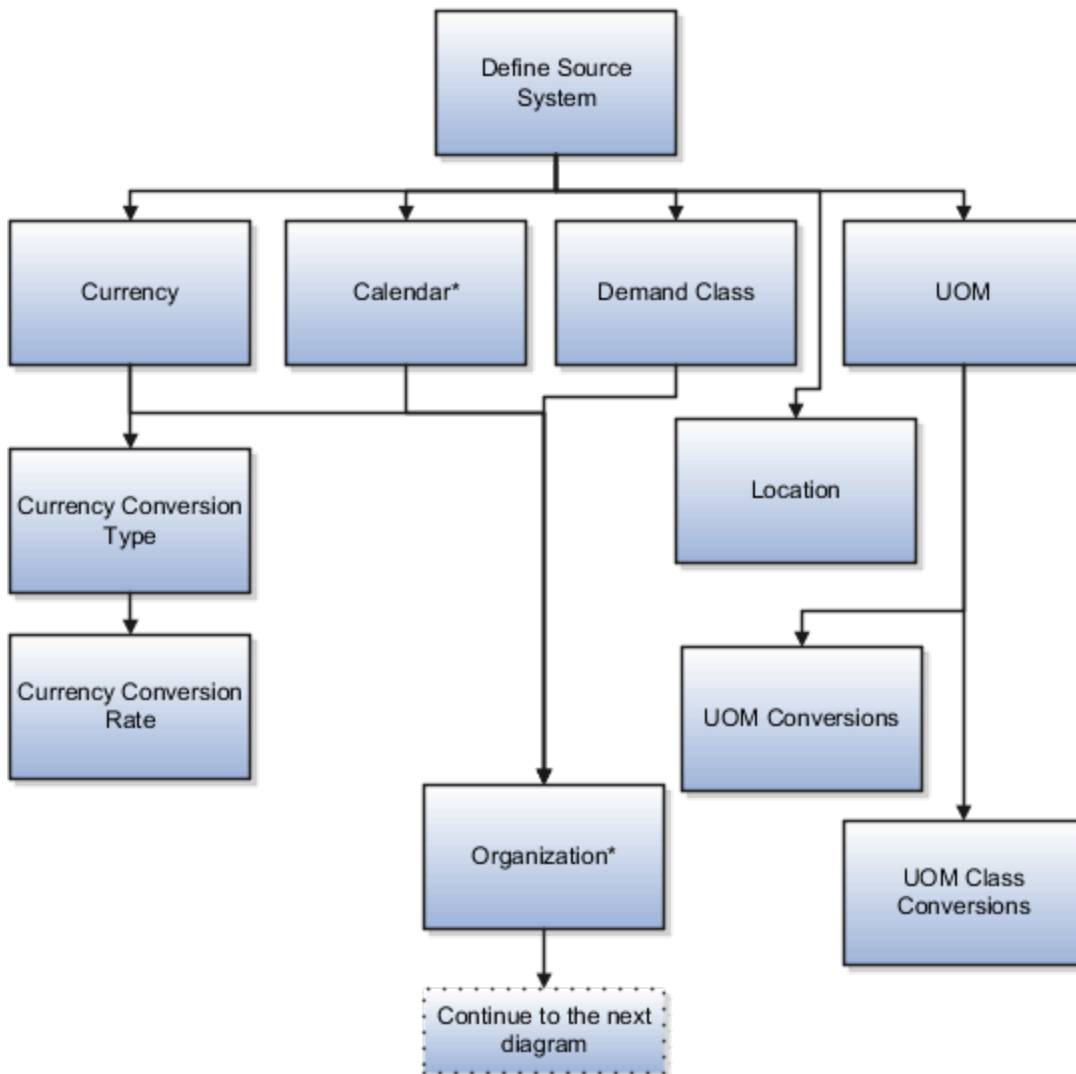 Define Source
System
Currency
Calendar*
Demand Class
UOM
Location
Currency Conversion
Type
Currency Conversion
Rate
UOM Conversions
Organization*
UOM Class
Conversions
Continue to the next
diagram